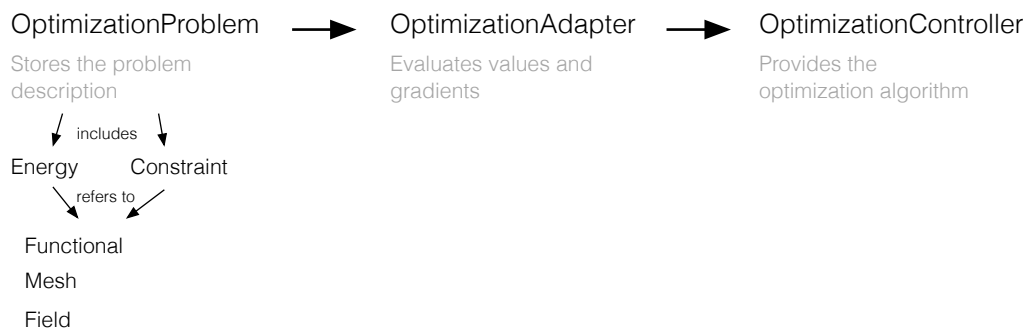 OptimizationProblem
Stores the problem
description
OptimizationAdapter
Evaluates values and
gradients
OptimizationController
Provides the
optimization algorithm
includes
Energy
Constraint
refers to
Functional
Mesh
Field